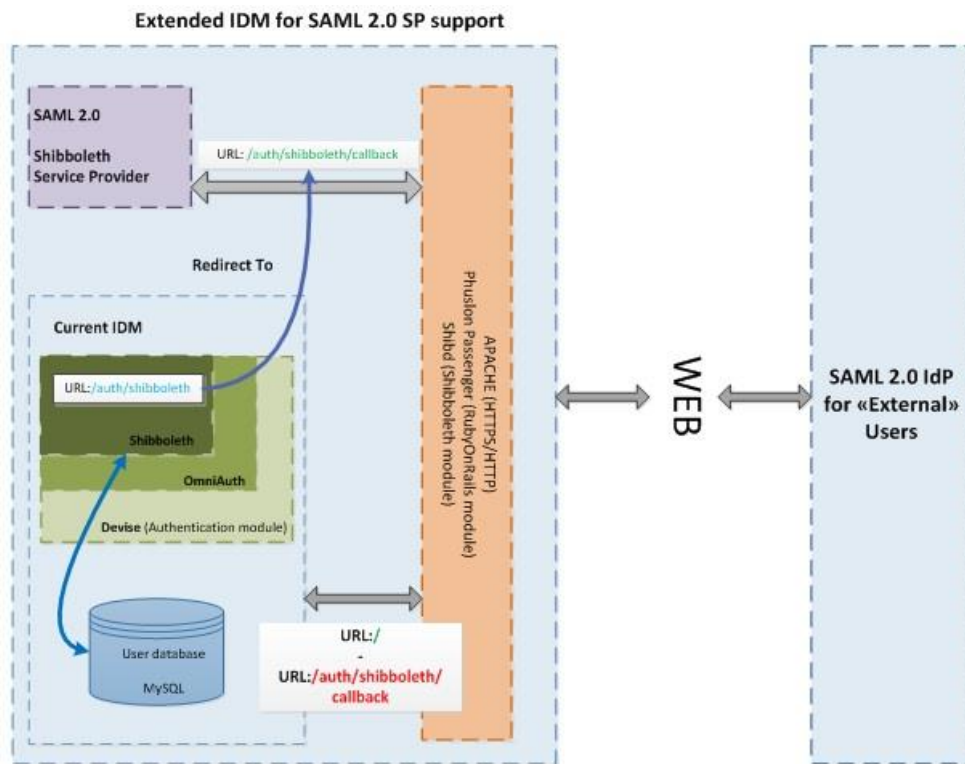 Extended IDM for SAML 2.0 SP support
SAML 2.0
Shibboleth
Service Provider
URL: /auth/shibboleth/callback
Redirect To
Current IDM
URL:/auth/shibboleth
Shibboleth
OmniAuth
Devise (Authentication module)
User database
MySQL
URL:/
-
URL:/auth/shibboleth/
callback
APACHE (HTTPS/HTTP)
Phuslon Passenger (RubyOnRails module)
Shibd (Shibboleth module)
WEB
SAML 2.0 IdP
for «External»
Users